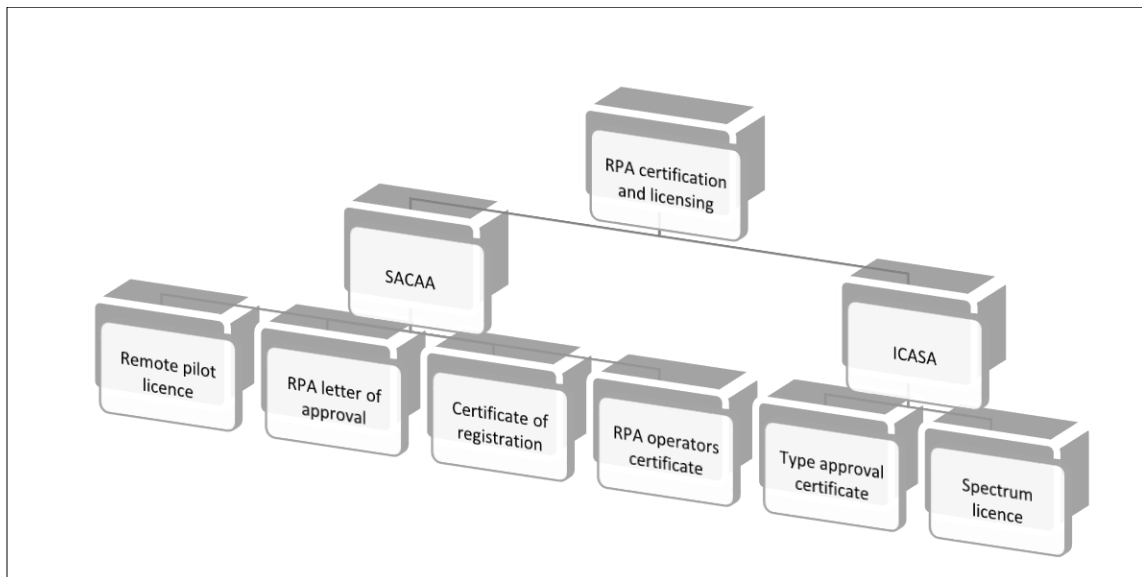 RPA certification
and licensing
SACAA
ICASA
Remote pilot
licence
RPA letter of
approval
Certificate of
registration
RPA operators
certificate
Type approval
certificate
Spectrum
licence